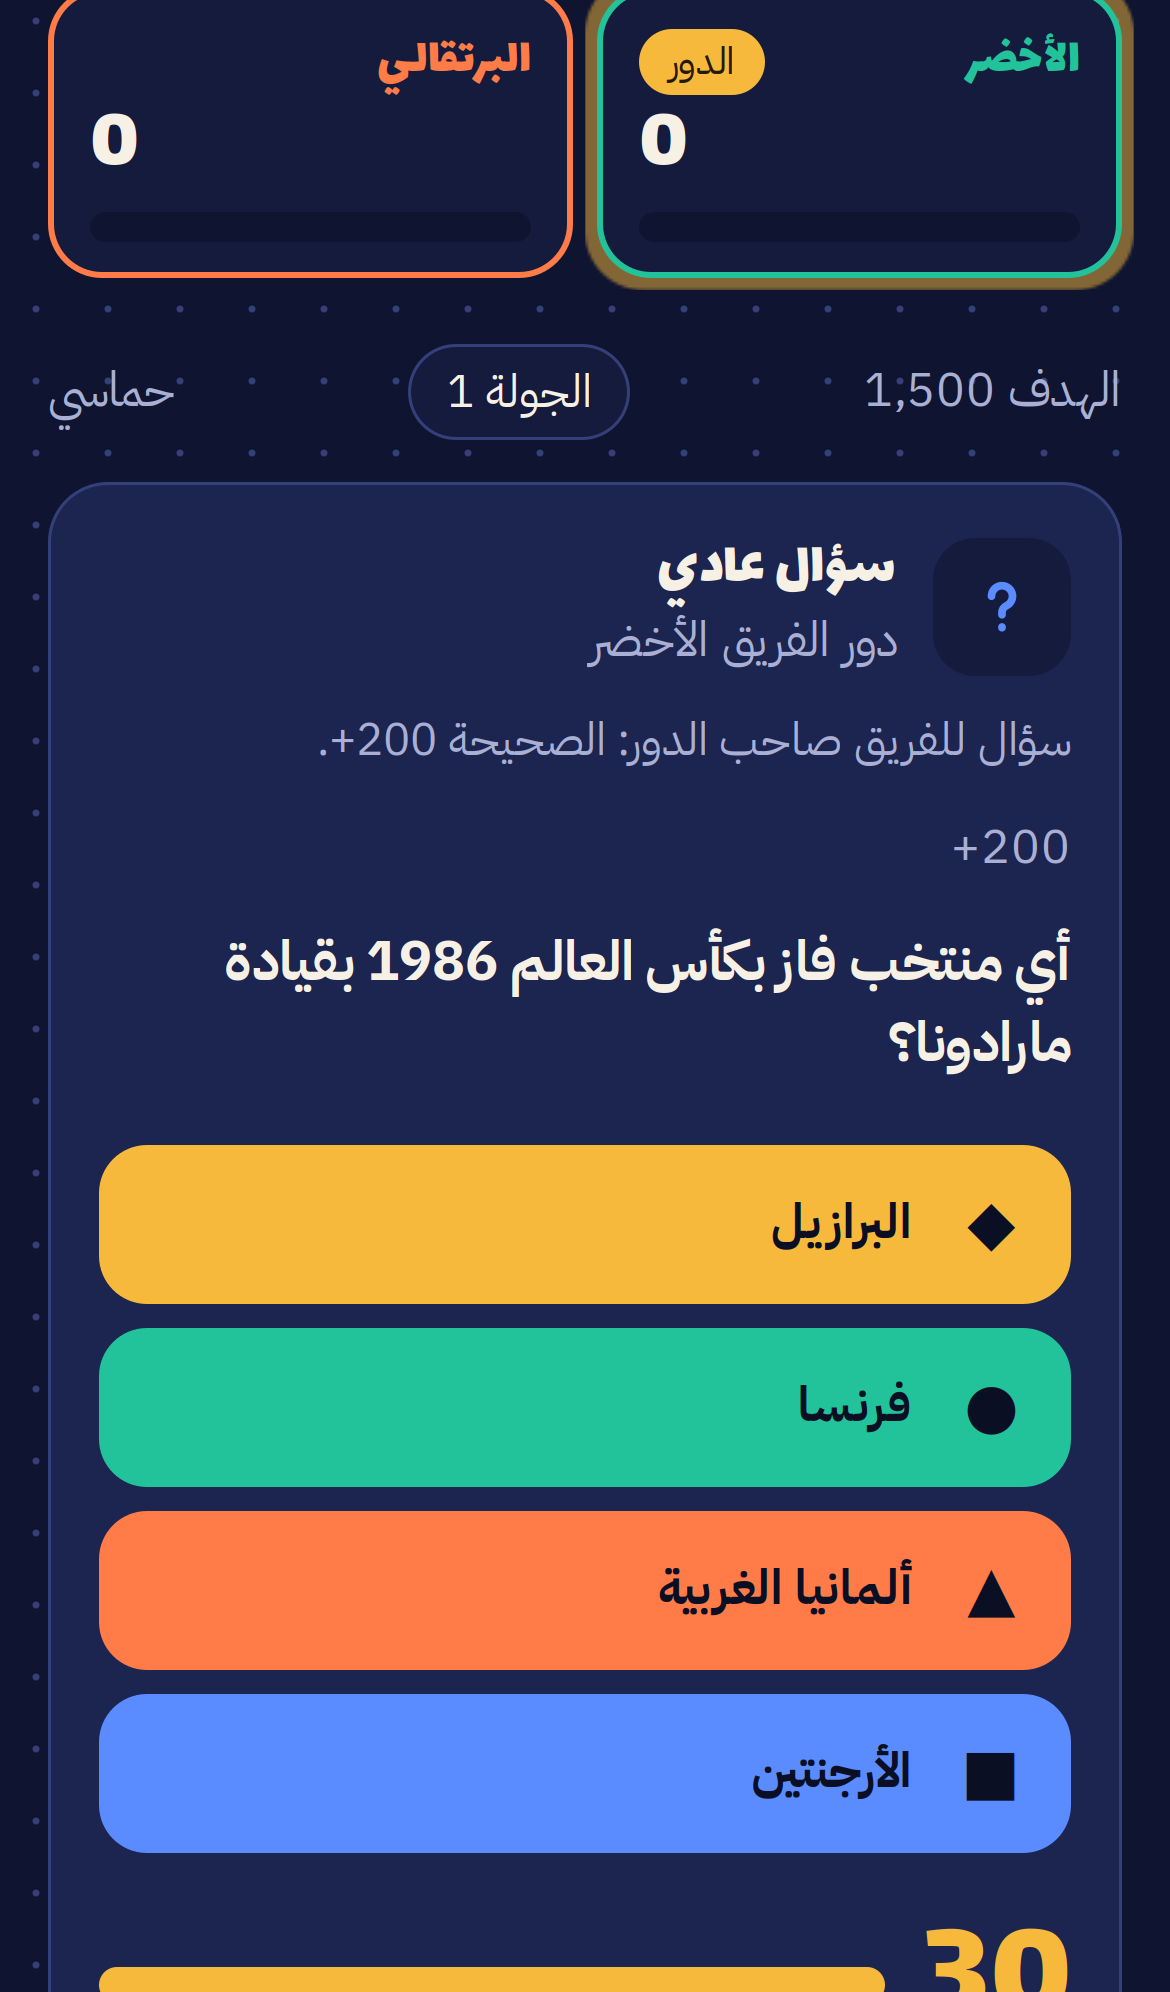 الأخضر
الدور
0
البرتقالي
0
الهدف 1,500
الجولة 1
حماسي
?
سؤال عادي
دور الفريق الأخضر
سؤال للفريق صاحب الدور: الصحيحة 200+.
+200
أي منتخب فاز بكأس العالم 1986 بقيادة
مارادونا؟
البرازيل
فرنسا
ألمانيا الغربية
الأرجنتين
30